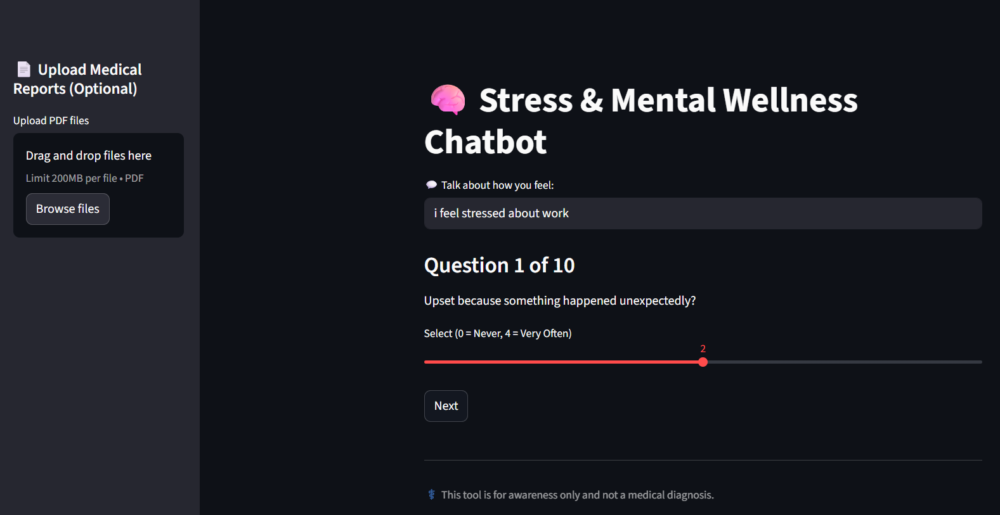 📄 Upload Medical
Reports (Optional)
Upload PDF files
Drag and drop files here
Limit 200MB per file • PDF
Browse files
🧠 Stress & Mental Wellness
Chatbot
💬 Talk about how you feel:
i feel stressed about work
Question 1 of 10
Upset because something happened unexpectedly?
Select (0 = Never, 4 = Very Often)
2
Next
⚕️ This tool is for awareness only and not a medical diagnosis.